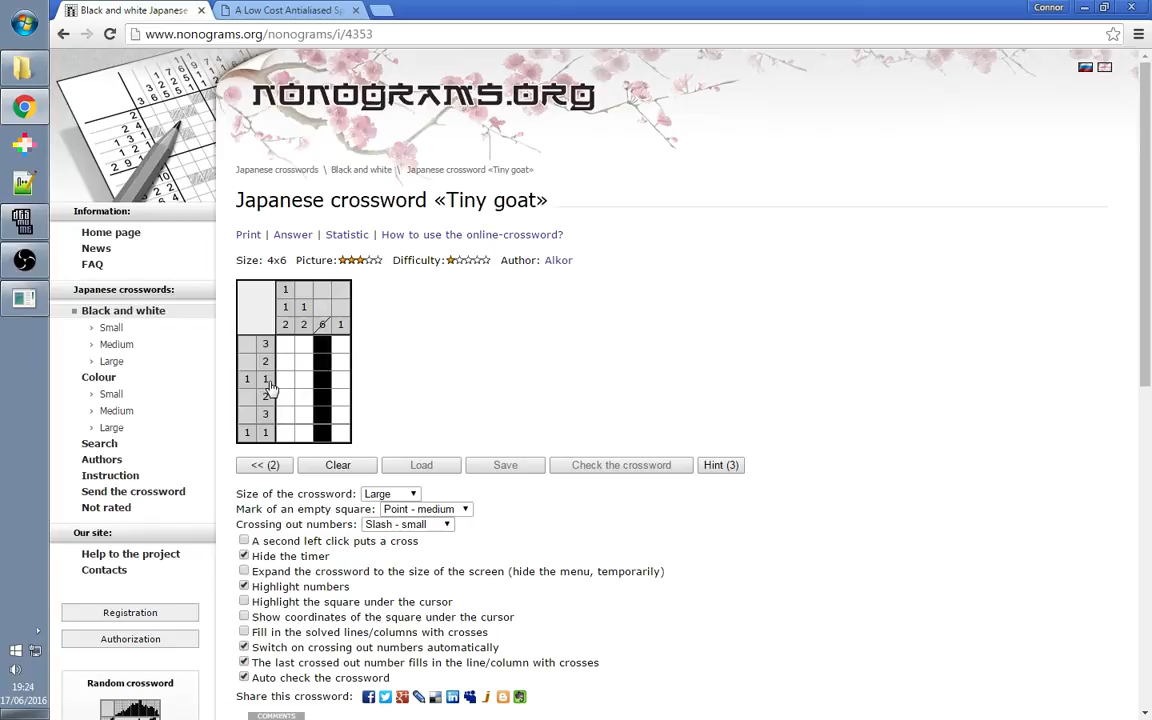 Black and white Japanese
A Low Cost Antialiased Sp
Connor
www.nonograms.org/nonograms/i/4353
NONOGRAMS.ORG
Japanese crosswords \ Black and white \ Japanese crossword «Tiny goat»
Japanese crossword «Tiny goat»
Print | Answer | Statistic | How to use the online-crossword?
Size: 4x6 Picture: Difficulty: Author: Alkor
1
1 1
2 2 6 1
3
2
1 1
2
3
1 1
<< (2)
Clear
Load
Save
Check the crossword
Hint (3)
Size of the crossword: Large
Mark of an empty square: Point - medium
Crossing out numbers: Slash - small
A second left click puts a cross
Hide the timer
Expand the crossword to the size of the screen (hide the menu, temporarily)
Highlight numbers
Highlight the square under the cursor
Show coordinates of the square under the cursor
Fill in the solved lines/columns with crosses
Switch on crossing out numbers automatically
The last crossed out number fills in the line/column with crosses
Auto check the crossword
Share this crossword:
COMMENTS
Information:
Home page
News
FAQ
Japanese crosswords:
Black and white
Small
Medium
Large
Colour
Small
Medium
Large
Search
Authors
Instruction
Send the crossword
Not rated
Our site:
Help to the project
Contacts
Registration
Authorization
Random crossword
19:24
17/06/2016